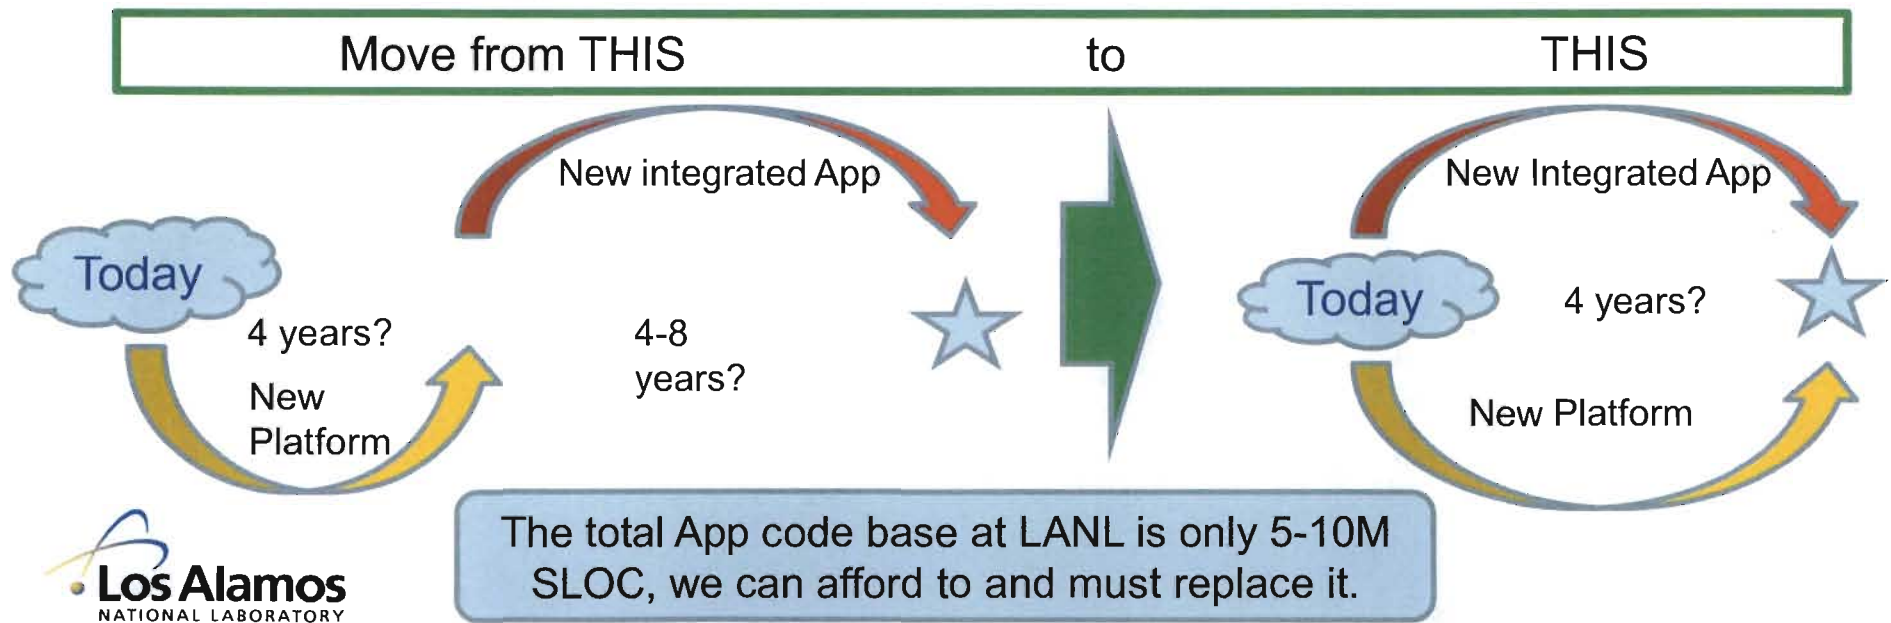 Move from THIS to THIS
New integrated App
New Integrated App
Today
Today
4 years?
4-8
years?
4 years?
New
Platform
New Platform
The total App code base at LANL is only 5-10M
SLOC, we can afford to and must replace it.
Los Alamos
NATIONAL LABORATORY